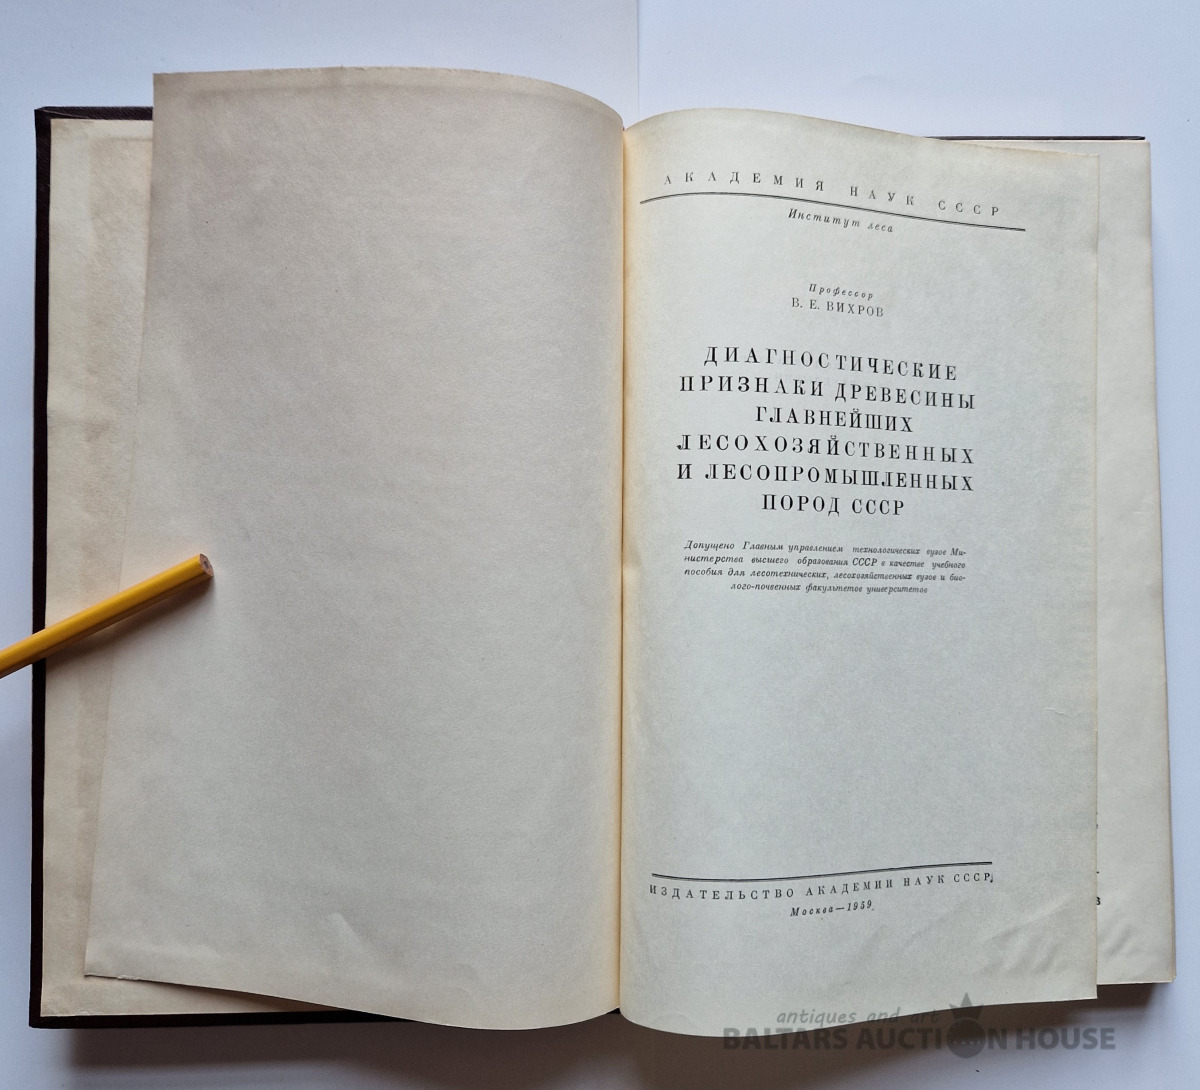 АКАДЕМИЯ НАУК СССР
Институт леса
Профессор
В. Е. ВИХРОВ
ДИАГНОСТИЧЕСКИЕ
ПРИЗНАКИ ДРЕВЕСИНЫ
ГЛАВНЕЙШИХ
ЛЕСОХОЗЯЙСТВЕННЫХ
И ЛЕСОПРОМЫШЛЕННЫХ
ПОРОД СССР
Допущено Главным управлением технологических вузов Ми-
нистерства высшего образования СССР в качестве учебного
пособия для лесотехнических, лесохозяйственных вузов и био-
лого-почвенных факультетов университетов
ИЗДАТЕЛЬСТВО АКАДЕМИИ НАУК СССР
Москва—1959
В
antiques and art
BALTARS AUCTION HOUSE